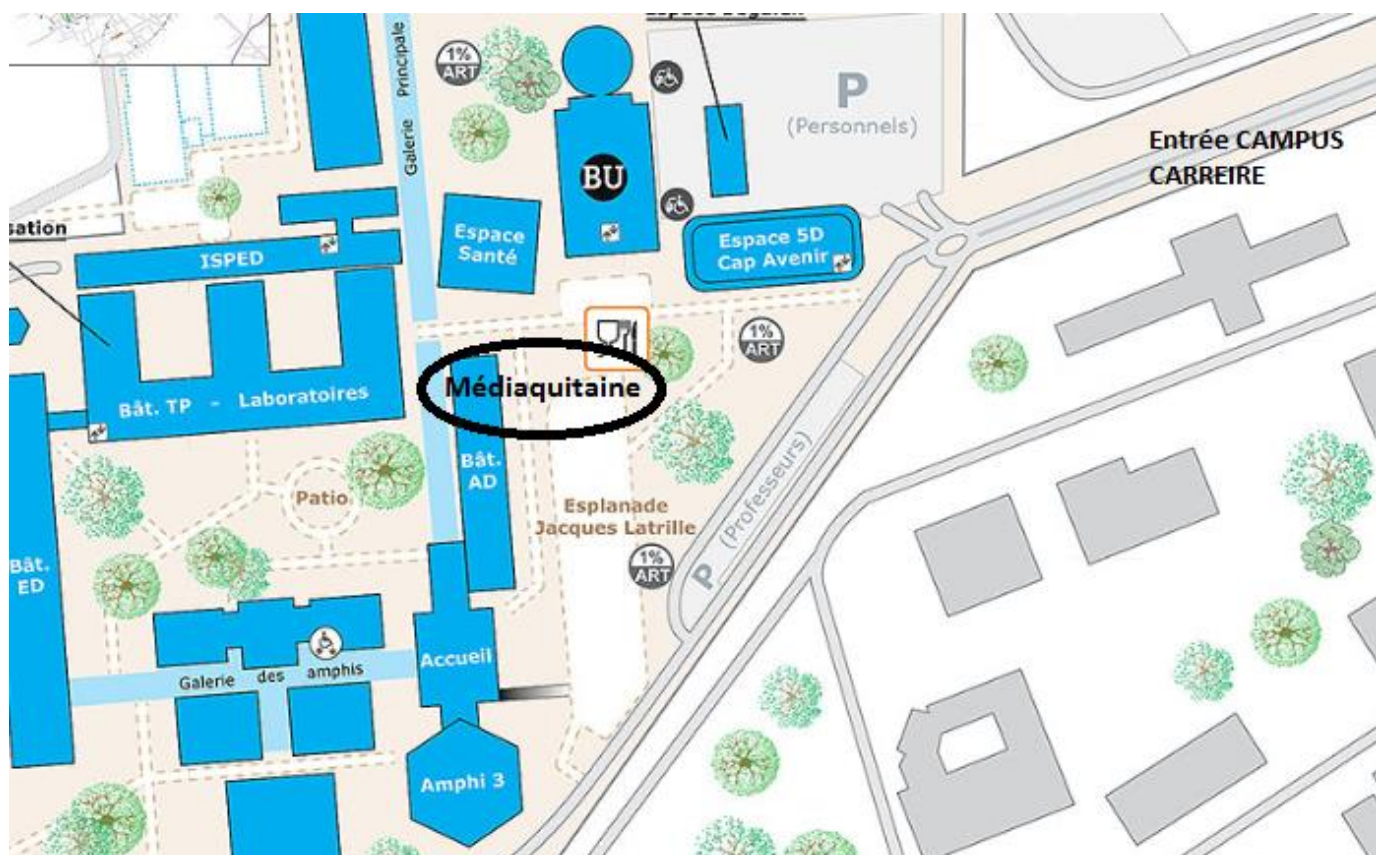 Galerie Principale
1%
ART
BU
P
(Personnels)
Entrée CAMPUS
CARREIRE
sation
ISPED
Espace
Santé
Espace 5D
Cap Avenir
1%
ART
Médiaquitaine
Bât. TP - Laboratoires
Bât.
AD
Patio
Esplanade
Jacques Latrille
P (Professeurs)
1%
ART
Bât.
ED
Accueil
Galerie des amphis
Amphi 3